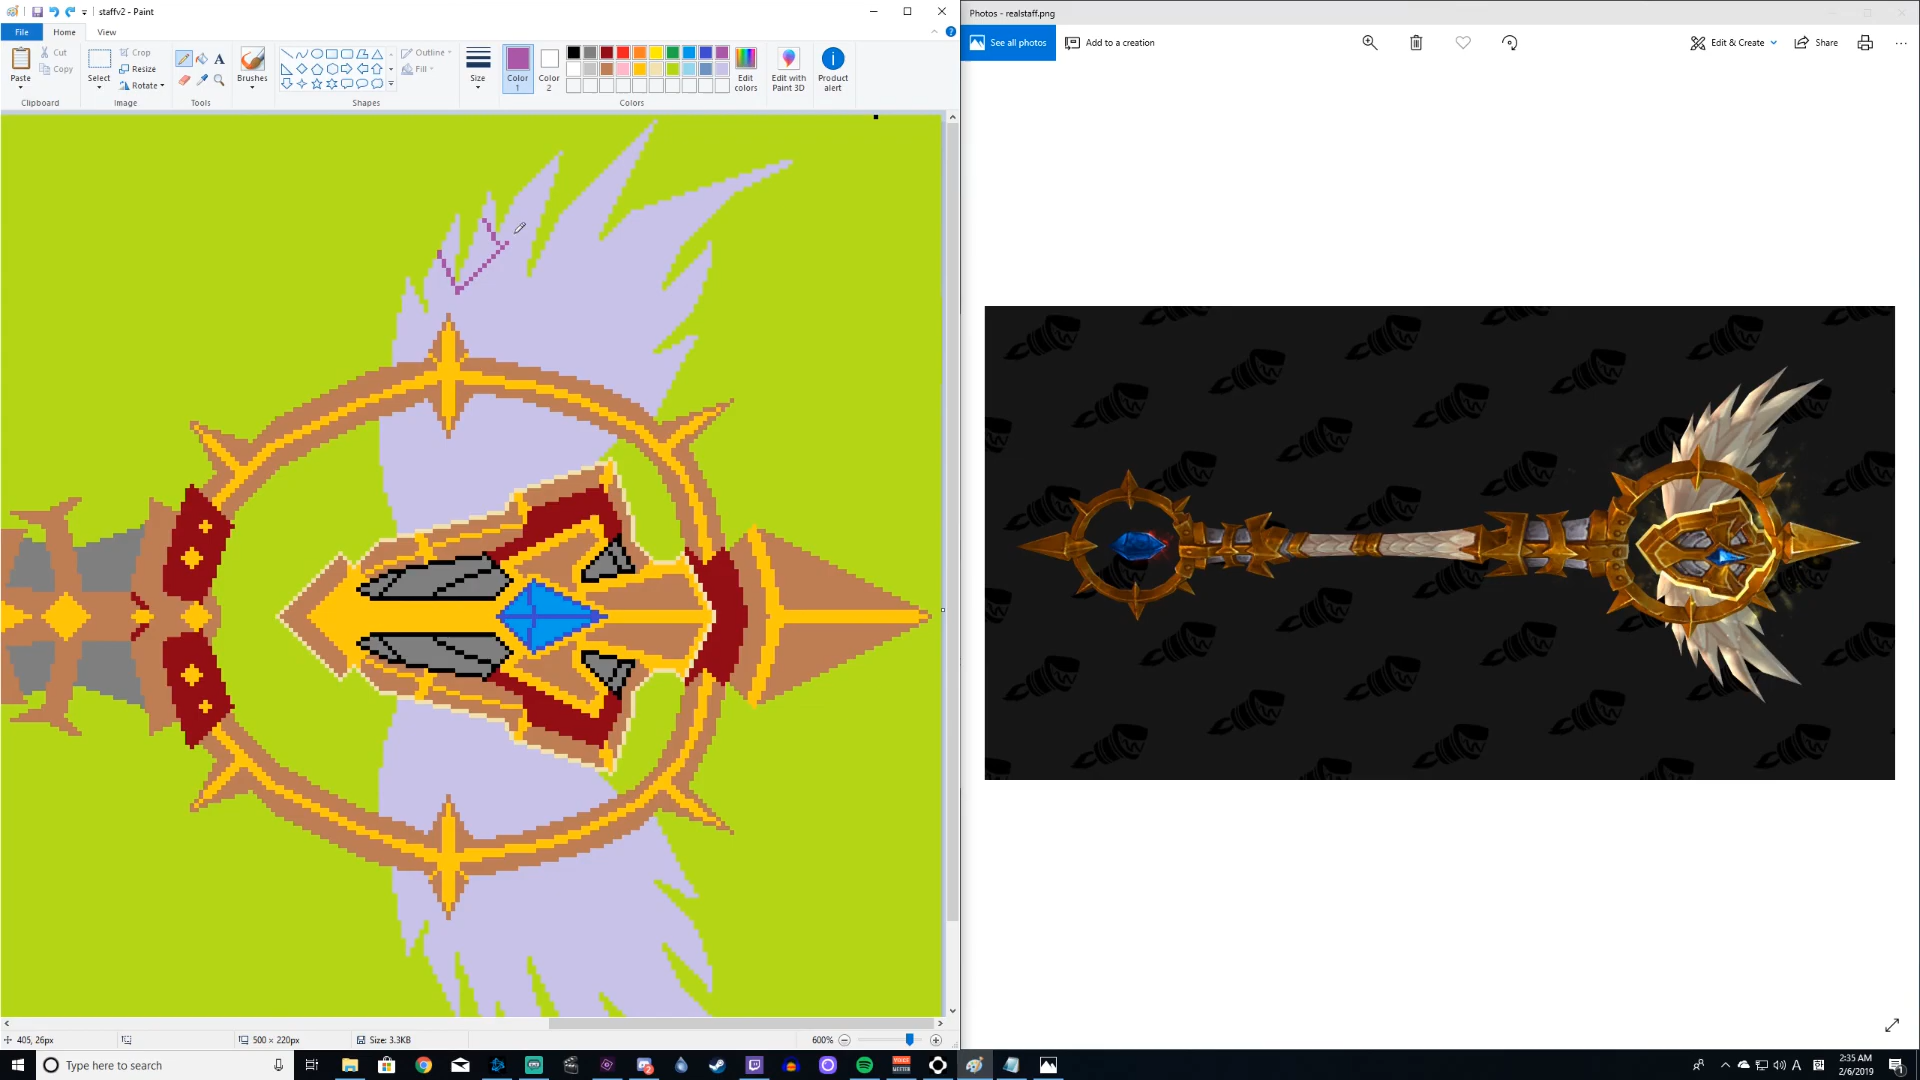 staffv2 - Paint
Photos - realstaff.png
File
Home
View
See all photos
Add to a creation
Edit & Create
Share
Paste
Cut
Copy
Select
Crop
Resize
Rotate
A
Brushes
Outline
Fill
Size
Color 1
Color 2
Edit colors
Edit with Paint 3D
Product alert
Clipboard
Image
Tools
Shapes
Colors
405, 26px
500 × 220px
Size: 3.3KB
600%
Type here to search
A
2:35 AM
2/6/2019